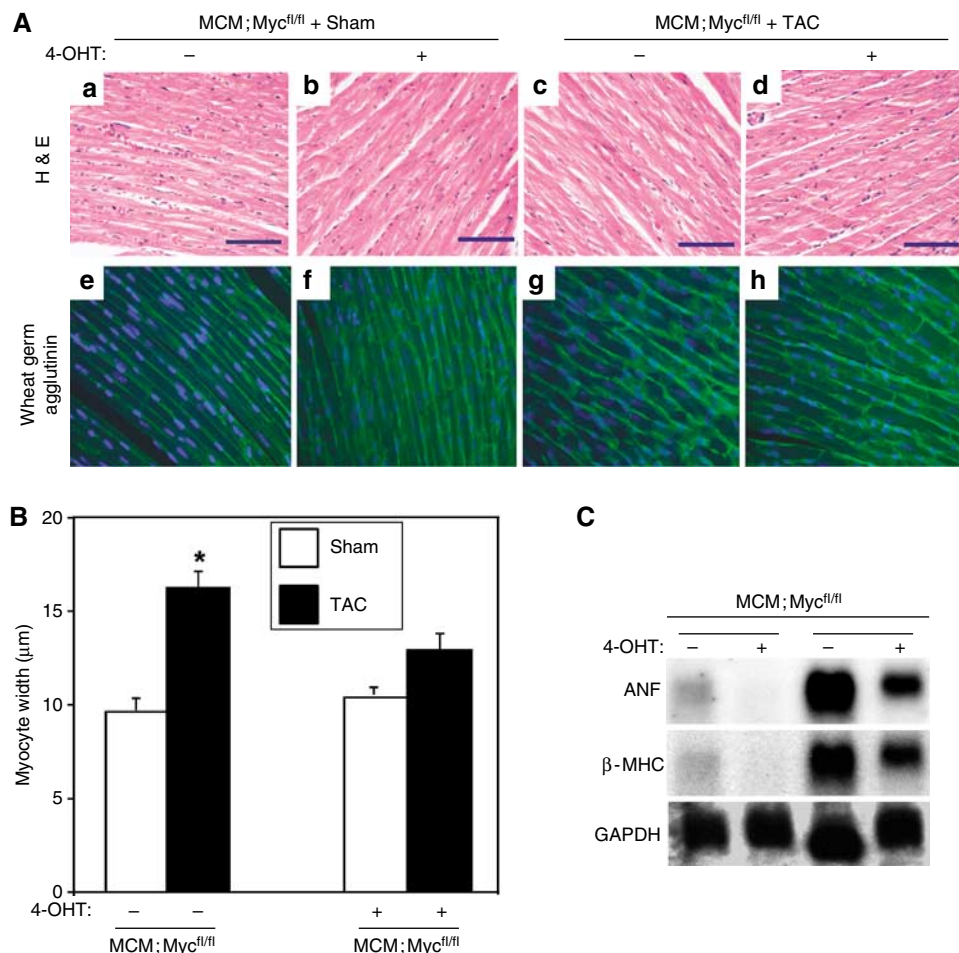 A
MCM;Myc^fl/fl + Sham
MCM;Myc^fl/fl + TAC
4-OHT: – + – +
a b c d
H & E
e f g h
Wheat germ
agglutinin
B
20
15
10
5
0
Myocyte width (μm)
*
Sham
TAC
4-OHT: – – + +
MCM;Myc^fl/fl MCM;Myc^fl/fl
C
MCM;Myc^fl/fl
4-OHT: – + – +
ANF
β-MHC
GAPDH